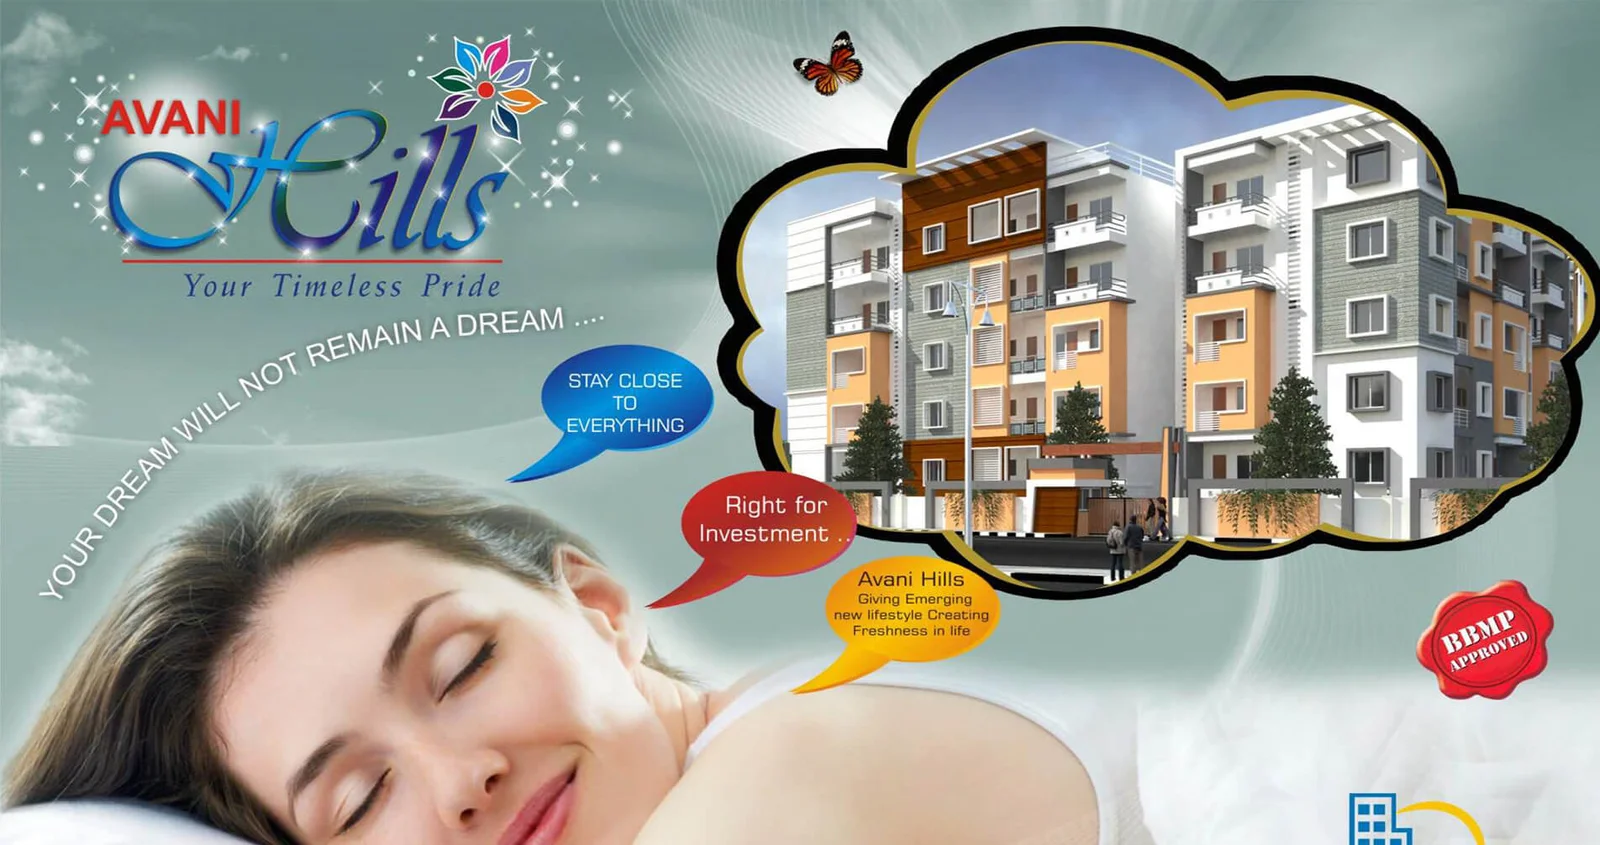 AVANI
Hills
Your Timeless Pride
YOUR DREAM WILL NOT REMAIN A DREAM ....
STAY CLOSE
TO
EVERYTHING
Right for
Investment ..
Avani Hills
Giving Emerging
new lifestyle Creating
Freshness in life
BBMP
APPROVED